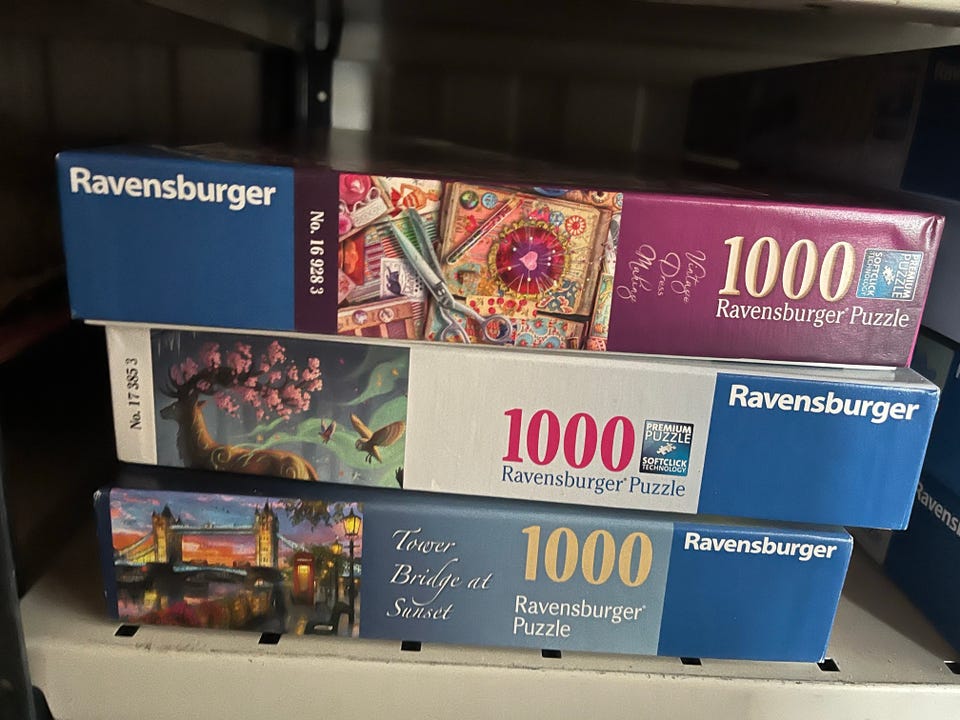 Ravensburger
No. 16 928 3
Vintage
Dress
Making
1000
Ravensburger Puzzle
PREMIUM
PUZZLE
SOFTCLICK
TECHNOLOGY
No. 17 385 3
1000
Ravensburger Puzzle
PREMIUM
PUZZLE
SOFTCLICK
TECHNOLOGY
Ravensburger
Tower
Bridge at
Sunset
1000
Ravensburger
Puzzle
Ravensburger